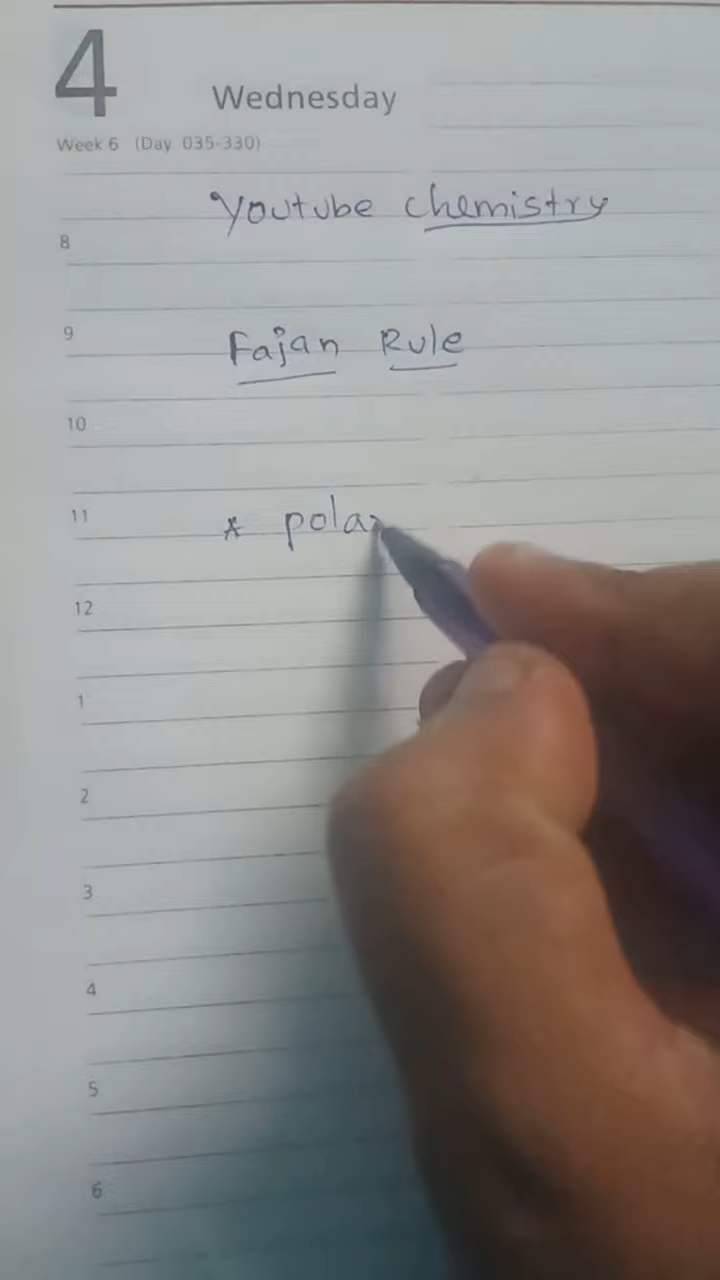 4 Wednesday
Week 6 (Day 035-330)
Youtube chemistry
8
9
Fajan Rule
10
11
* polar
12
1
2
3
4
5
6